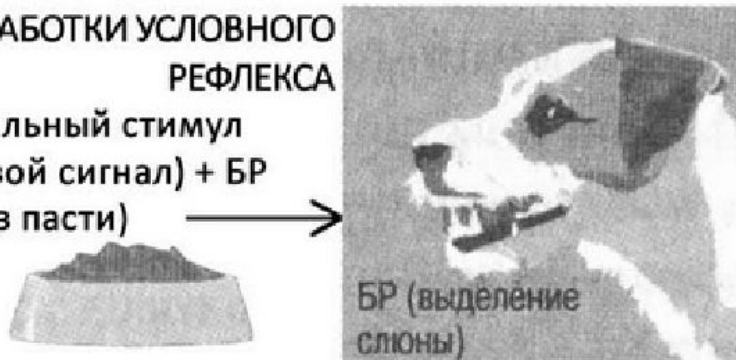 АБОТКИ УСЛОВНОГО
РЕФЛЕКСА
льный стимул
вой сигнал) + БР
в пасти)
БР (выделение
слюны)